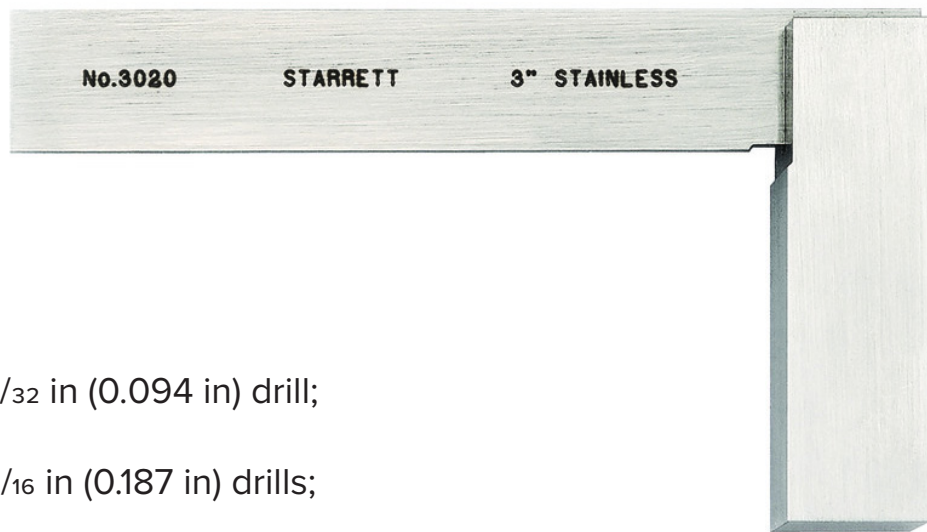 No.3020 STARRETT 3" STAINLESS
/32 in (0.094 in) drill;
/16 in (0.187 in) drills;